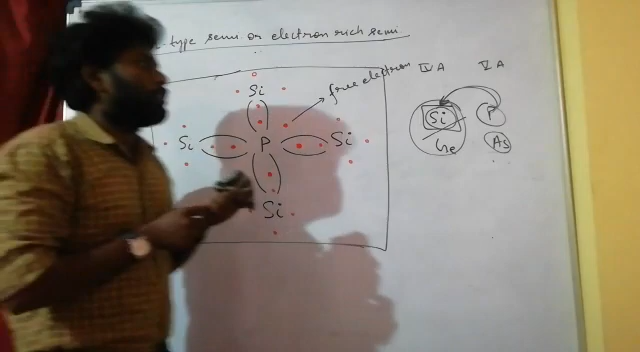 -type semi or electron rich semi
free electron
IV A V A
Si
Si P Si
Si
Si P
Ge As